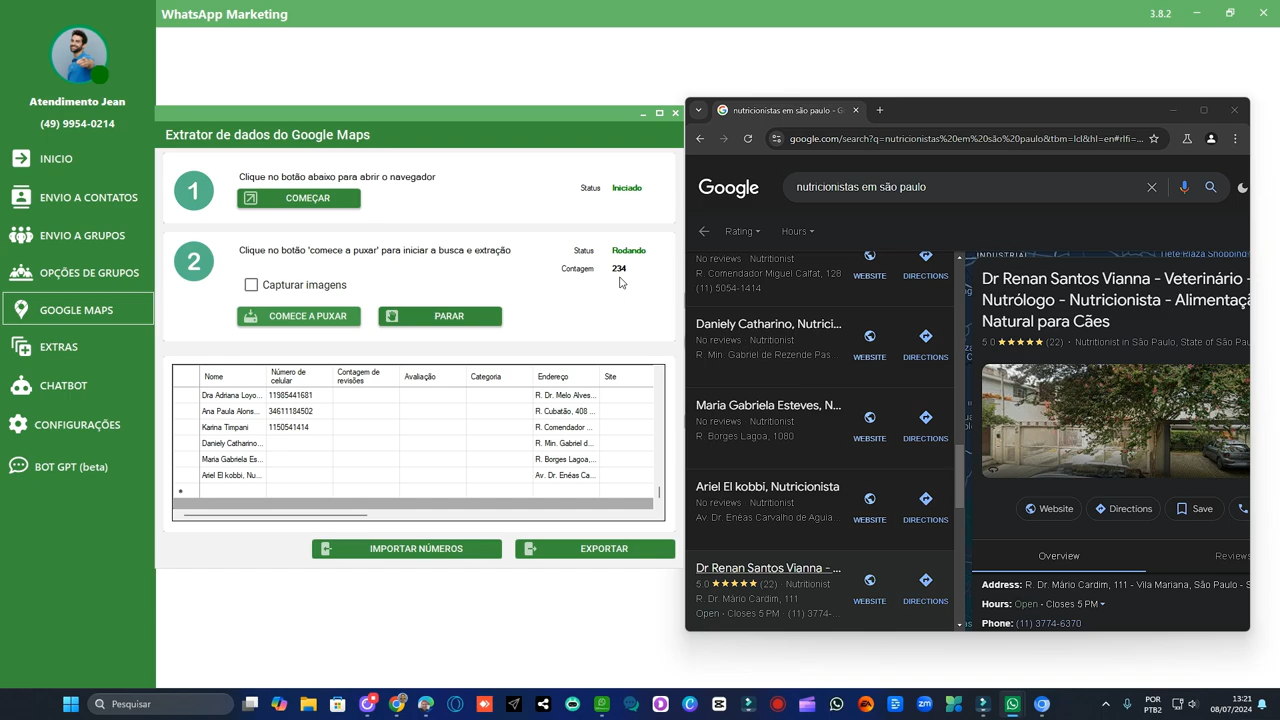 WhatsApp Marketing
3.8.2
Atendimento Jean
(49) 9954-0214
INICIO
ENVIO A CONTATOS
ENVIO A GRUPOS
OPÇÕES DE GRUPOS
GOOGLE MAPS
EXTRAS
CHATBOT
CONFIGURAÇÕES
BOT GPT (beta)
Extrator de dados do Google Maps
1
Clique no botão abaixo para abrir o navegador
COMEÇAR
Status Iniciado
2
Clique no botão 'comece a puxar' para iniciar a busca e extração
Status Rodando
Contagem 234
Capturar imagens
COMECE A PUXAR
PARAR
Nome Número de celular Contagem de revisões Avaliação Categoria Endereço Site
Dra Adriana Loyo... 11985441681 R. Dr. Melo Alves...
Ana Paula Alons... 34611184502 R. Cubatão, 408 ...
Karina Timpani 1150541414 R. Comendador ...
Daniely Catharino... R. Min. Gabriel d...
Maria Gabriela Es... R. Borges Lagoa,...
Ariel El kobbi, Nu... Av. Dr. Enéas Ca...
*
IMPORTAR NÚMEROS
EXPORTAR
nutricionistas em são paulo - G
google.com/search?q=nutricionistas%20em%20são%20paulo&tbm=lcl&hl=en#rlfi=...
Google
nutricionistas em são paulo
Rating
Hours
R. Comendador Miguel Calfat, 128
(11) 5054-1414
WEBSITE DIRECTIONS
Daniely Catharino, Nutrici...
No reviews · Nutritionist
R. Min. Gabriel de Rezende Pas...
WEBSITE DIRECTIONS
Maria Gabriela Esteves, N...
No reviews · Nutritionist
R. Borges Lagoa, 1080
WEBSITE DIRECTIONS
Ariel El kobbi, Nutricionista
No reviews · Nutritionist
Av. Dr. Enéas Carvalho de Aguia...
WEBSITE DIRECTIONS
Dr Renan Santos Vianna - ...
5.0 ★★★★★ (22) · Nutritionist
R. Dr. Mário Cardim, 111
Open · Closes 5 PM · (11) 3774-...
WEBSITE DIRECTIONS
Dr Renan Santos Vianna - Veterinário -
Nutrólogo - Nutricionista - Alimentaçã
Natural para Cães
5.0 ★★★★★ (22) · Nutritionist, State of São Pau
Website
Directions
Save
Overview
Reviews
Address: R. Dr. Mário Cardim, 111 - Vila Mariana, São Paulo - S
Hours: Open · Closes 5 PM
Phone: (11) 3774-6370
Pesquisar
POR
PTB2
13:21
08/07/2024